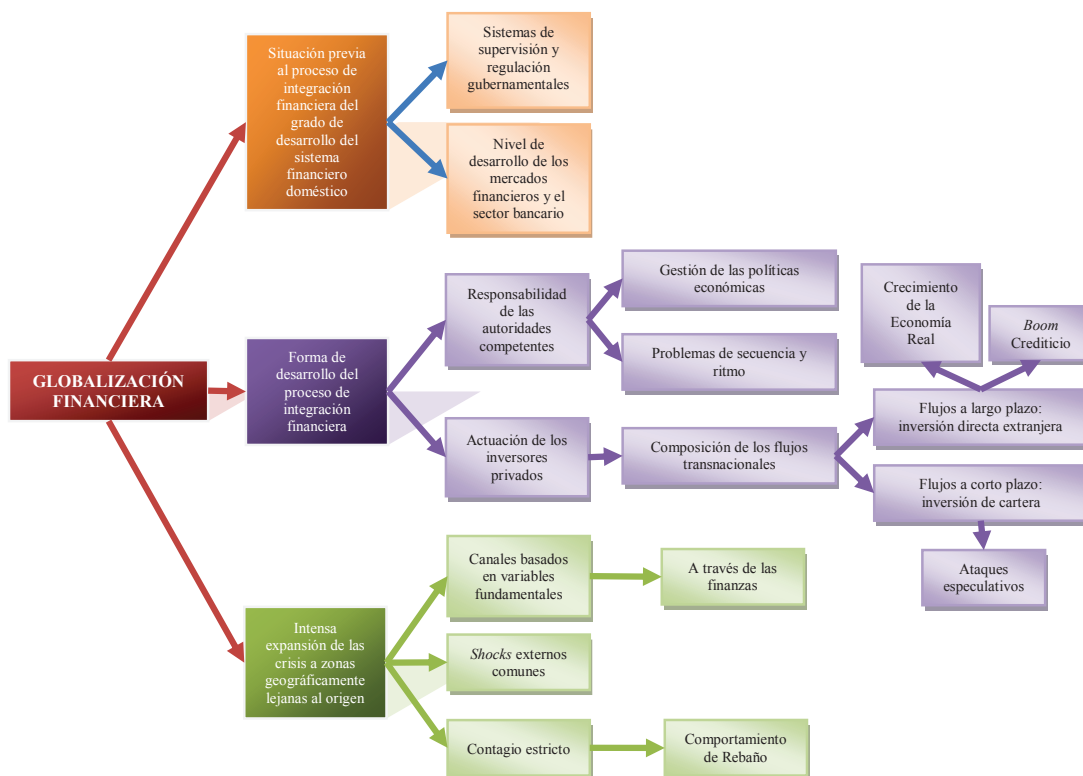 GLOBALIZACIÓN
FINANCIERA
Situación previa
al proceso de
integración
financiera del
grado de
desarrollo del
sistema
financiero
doméstico
Sistemas de
supervisión y
regulación
gubernamentales
Nivel de
desarrollo de los
mercados
financieros y el
sector bancario
Forma de
desarrollo del
proceso de
integración
financiera
Responsabilidad
de las
autoridades
competentes
Gestión de las políticas
económicas
Problemas de secuencia y
ritmo
Actuación de los
inversores
privados
Composición de los flujos
transnacionales
Crecimiento
de la
Economía
Real
Boom
Crediticio
Flujos a largo plazo:
inversión directa extranjera
Flujos a corto plazo:
inversión de cartera
Ataques
especulativos
Intensa
expansión de las
crisis a zonas
geográficamente
lejanas al origen
Canales basados
en variables
fundamentales
A través de las
finanzas
Shocks externos
comunes
Contagio estricto
Comportamiento
de Rebaño